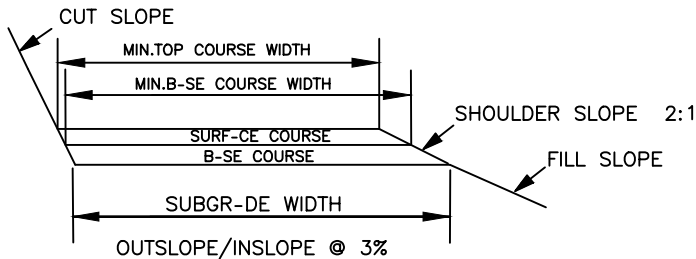 CUT SLOPE
MIN.TOP COURSE WIDTH
MIN.B-SE COURSE WIDTH
SHOULDER SLOPE 2:1
SURF-CE COURSE
B-SE COURSE
FILL SLOPE
SUBGR-DE WIDTH
OUTSLOPE/INSLOPE @ 3%